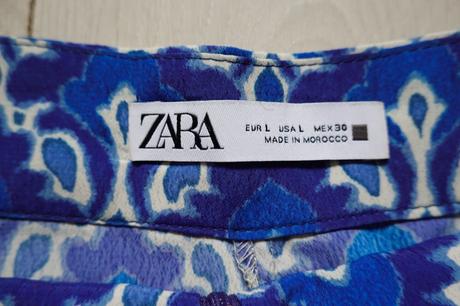 ZARA
EUR L USA L MEX 30
MADE IN MOROCCO